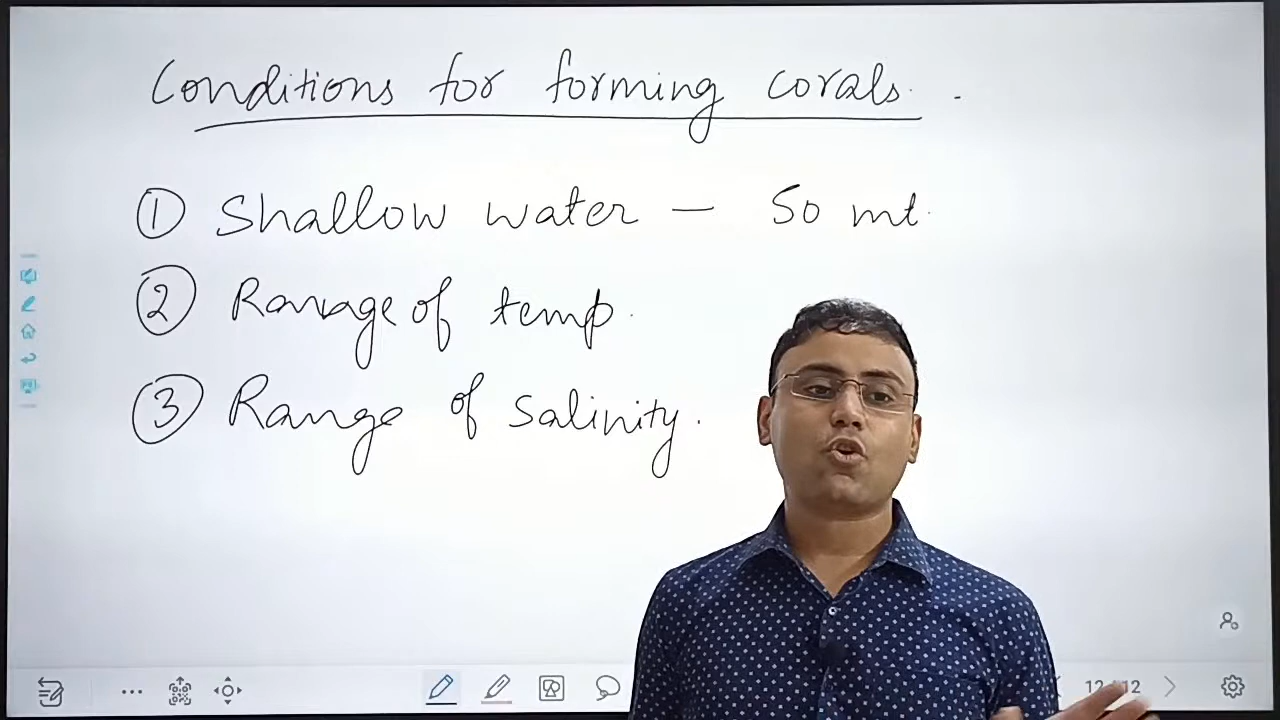 Conditions for forming corals.
① Shallow water — 50 mt.
② Range of temp.
③ Range of salinity.